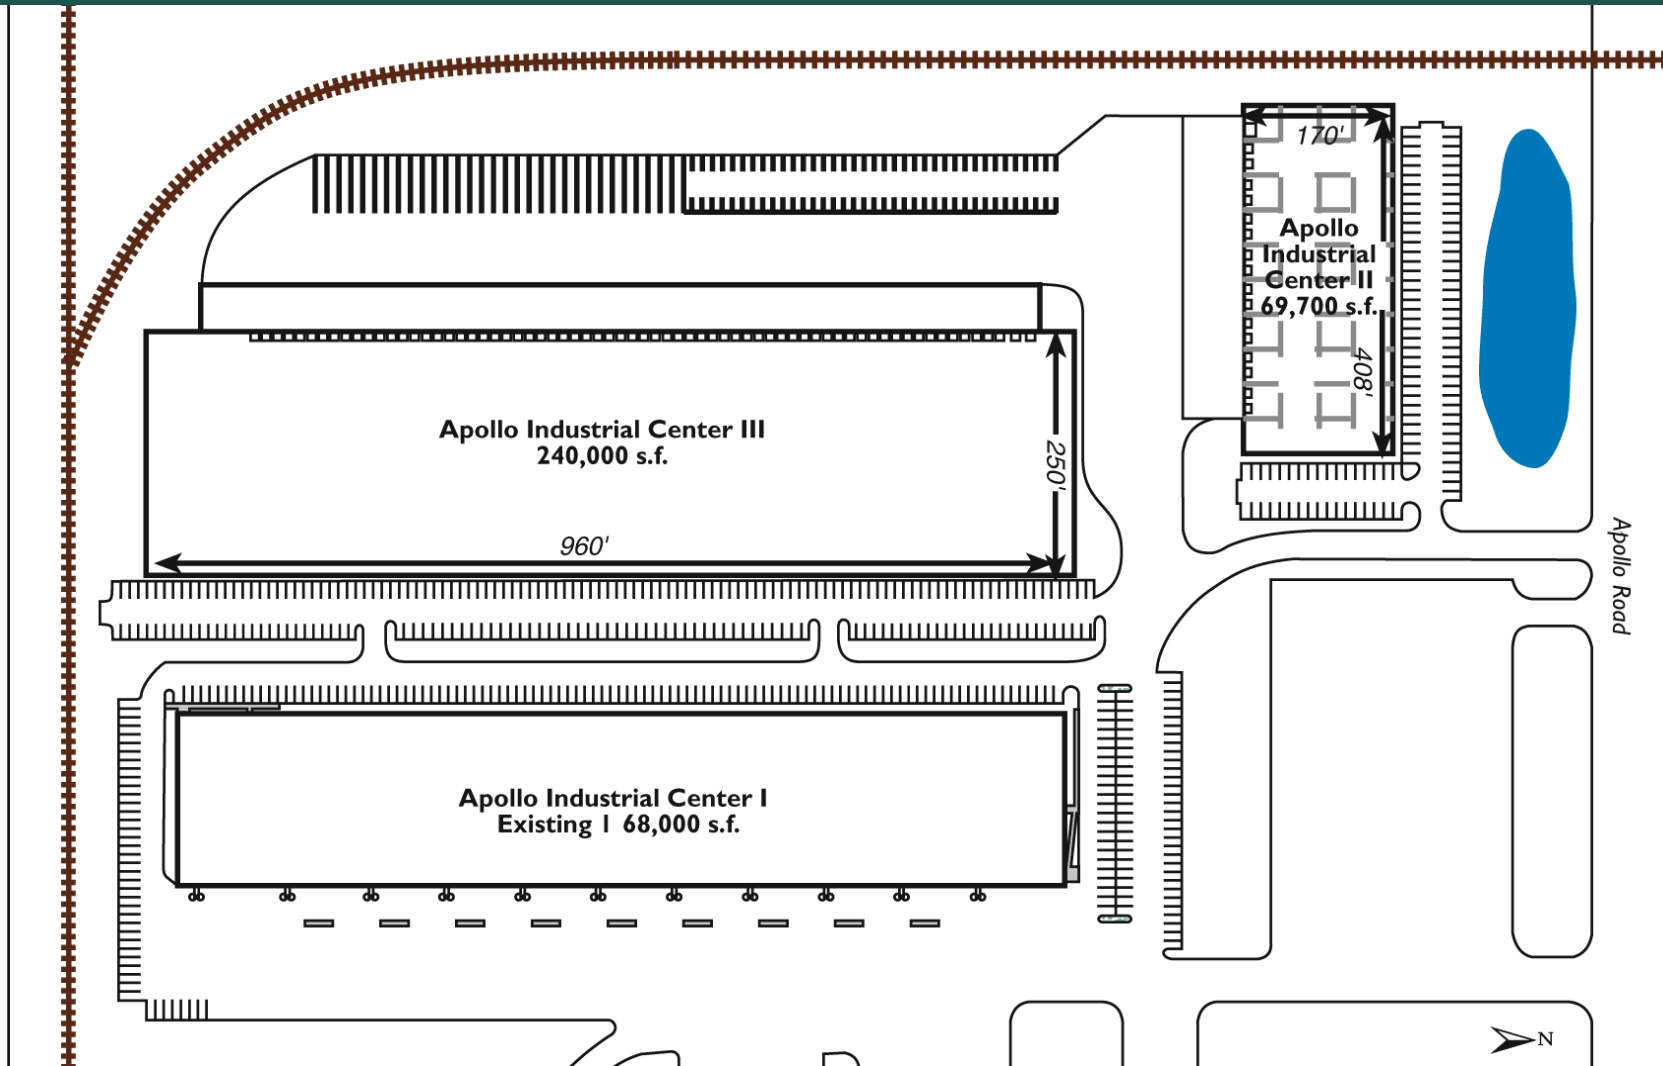 170'
Apollo
Industrial
Center II
69,700 s.f.
408'
Apollo Industrial Center III
240,000 s.f.
250'
960'
Apollo Road
Apollo Industrial Center I
Existing 1 68,000 s.f.
N